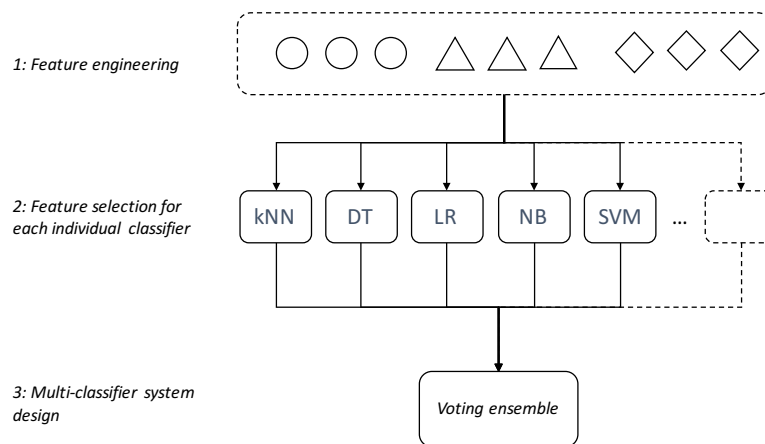 1: Feature engineering
2: Feature selection for
each individual classifier
kNN DT LR NB SVM ...
3: Multi-classifier system
design
Voting ensemble